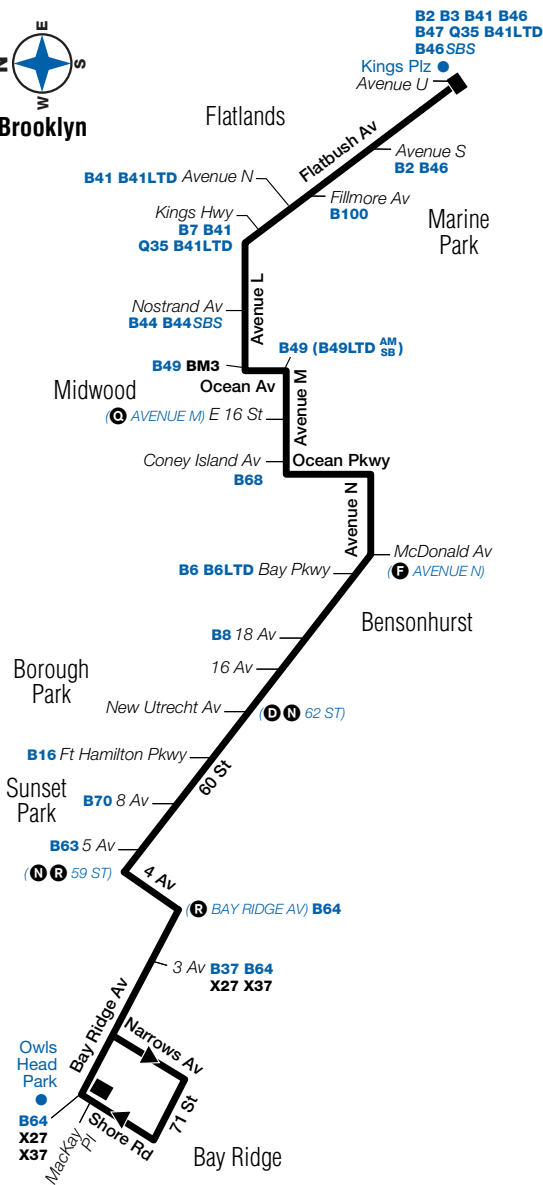 B2 B3 B41 B46
B47 Q35 B41LTD
B46SBS
Kings Plz
Avenue U
N
E
S
W
Brooklyn
Flatlands
Flatbush Av
Avenue S
B2 B46
B41 B41LTD Avenue N
Fillmore Av
B100
Kings Hwy
B7 B41
Q35 B41LTD
Marine
Park
Avenue L
Nostrand Av
B44 B44SBS
B49 (B49LTD AM SB)
B49 BM3
Ocean Av
Midwood
Avenue M
(Q AVENUE M) E 16 St
Coney Island Av
B68
Ocean Pkwy
Avenue N
McDonald Av
(F AVENUE N)
B6 B6LTD Bay Pkwy
Bensonhurst
B8 18 Av
16 Av
Borough
Park
New Utrecht Av
(D N 62 ST)
B16 Ft Hamilton Pkwy
60 St
Sunset
Park
B70 8 Av
B63 5 Av
(N R 59 ST)
4 Av
(R BAY RIDGE AV) B64
3 Av B37 B64
X27 X37
Bay Ridge Av
Narrows Av
71 St
Shore Rd
Owls
Head
Park
B64
X27
X37
MacKay
Pl
Bay Ridge